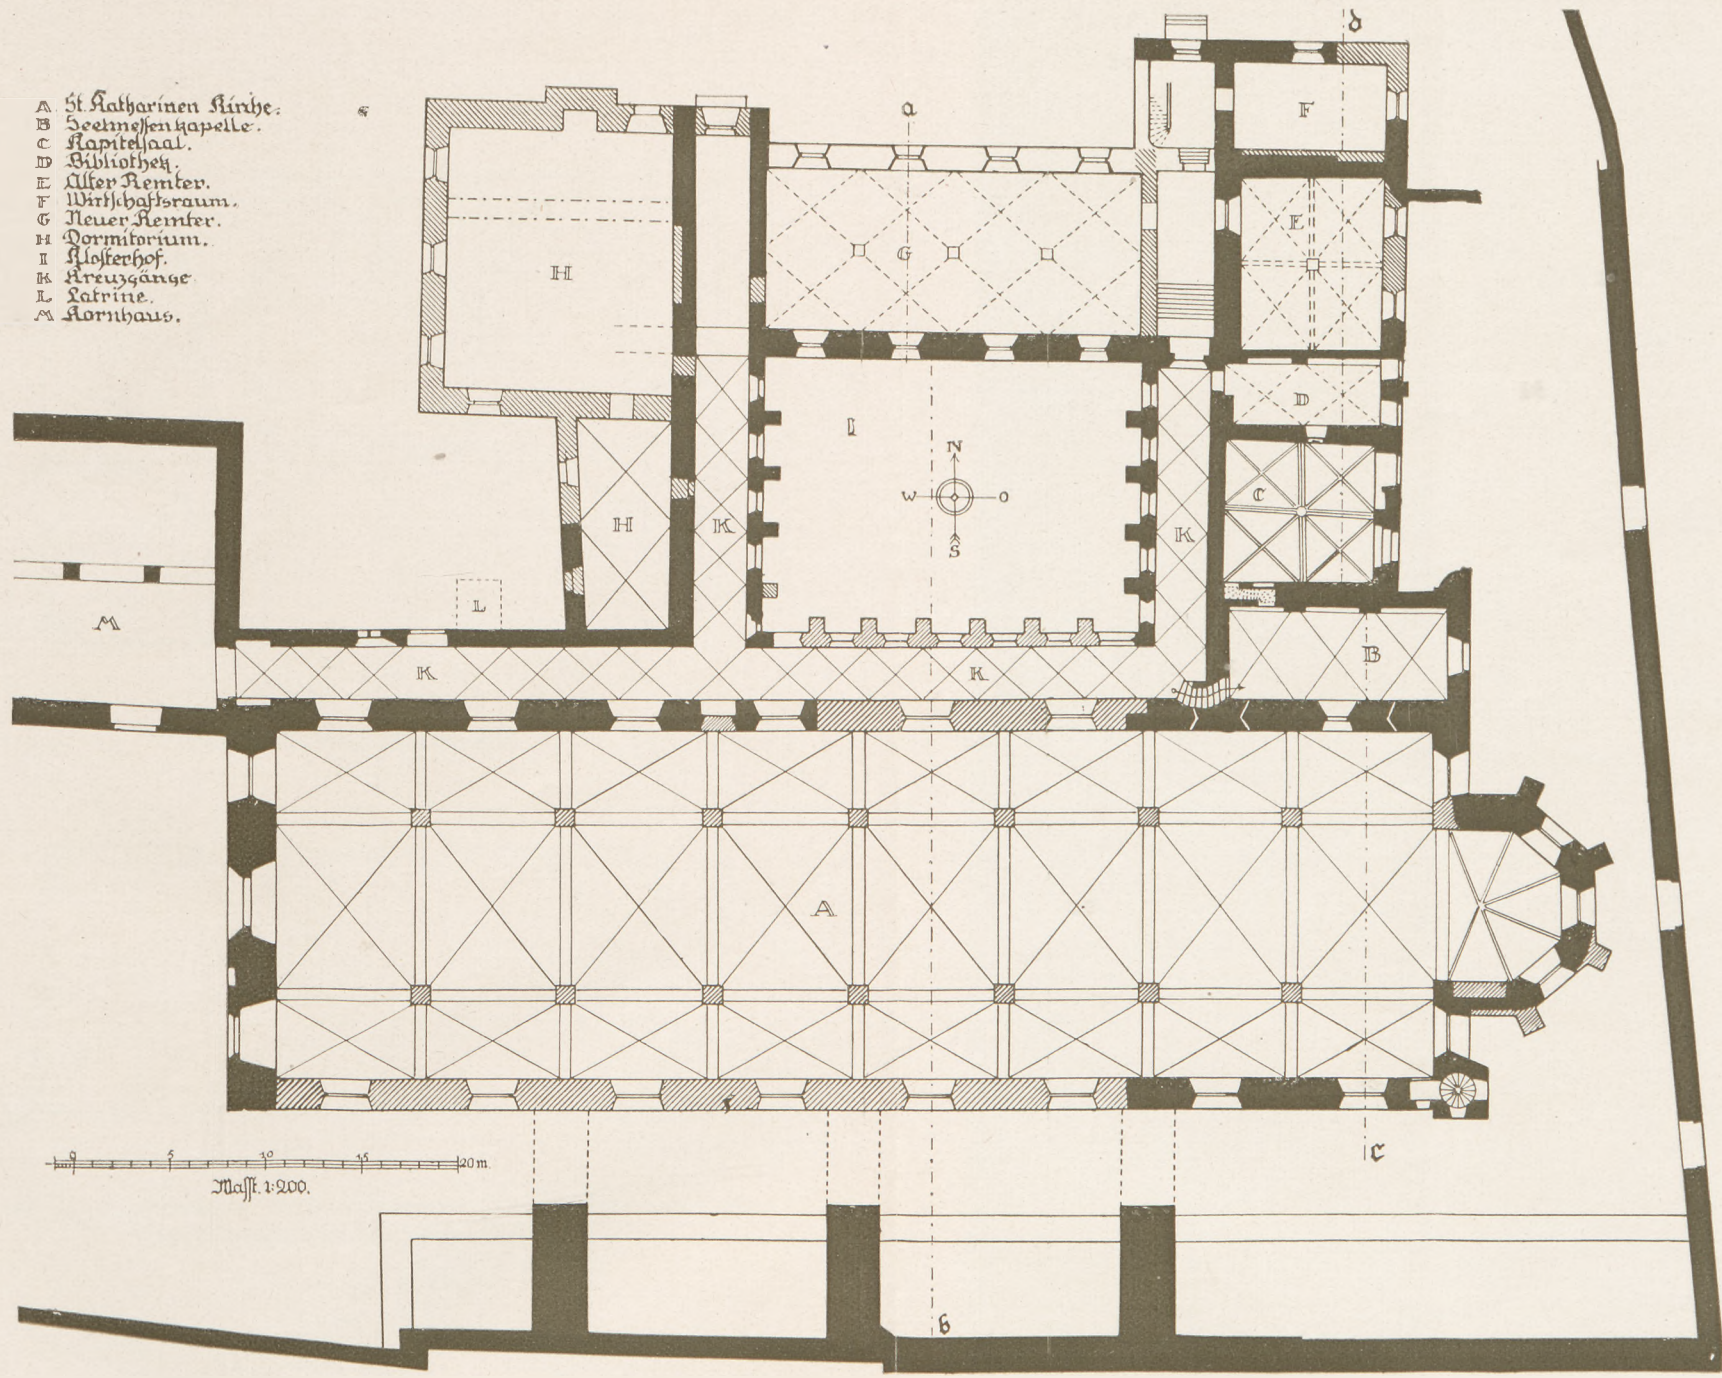 A St. Katharinen Kirche.
B Seelmessenkapelle.
C Kapitelsaal.
D Bibliothek.
E Alter Remter.
F Wirtschaftsraum.
G Neuer Remter.
H Dormitorium.
I Klosterhof.
K Kreuzgänge
L Latrine.
M Kornhaus.
d
a
F
E
G
H
I
D
N
W O
S
C
H
K
K
L
M
B
K
K
A
c
0 5 10 15 20 m.
Massst. 1:200.
b